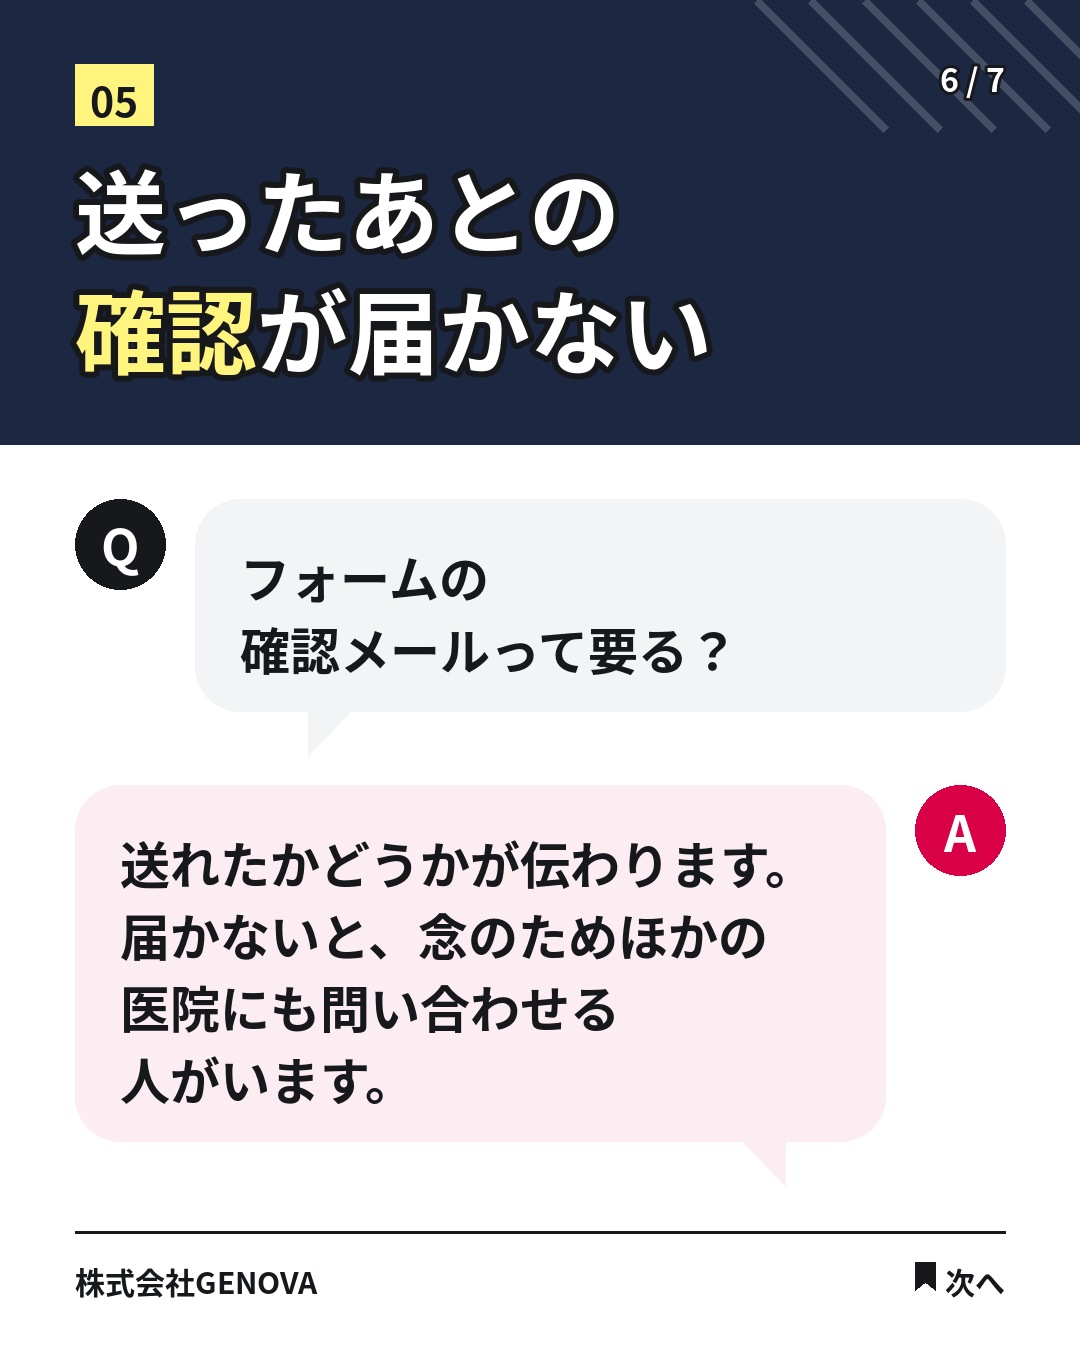 05
6 / 7
送ったあとの
確認が届かない
Q
フォームの
確認メールって要る？
A
送れたかどうかが伝わります。
届かないと、念のためほかの
医院にも問い合わせる
人がいます。
株式会社GENOVA
次へ